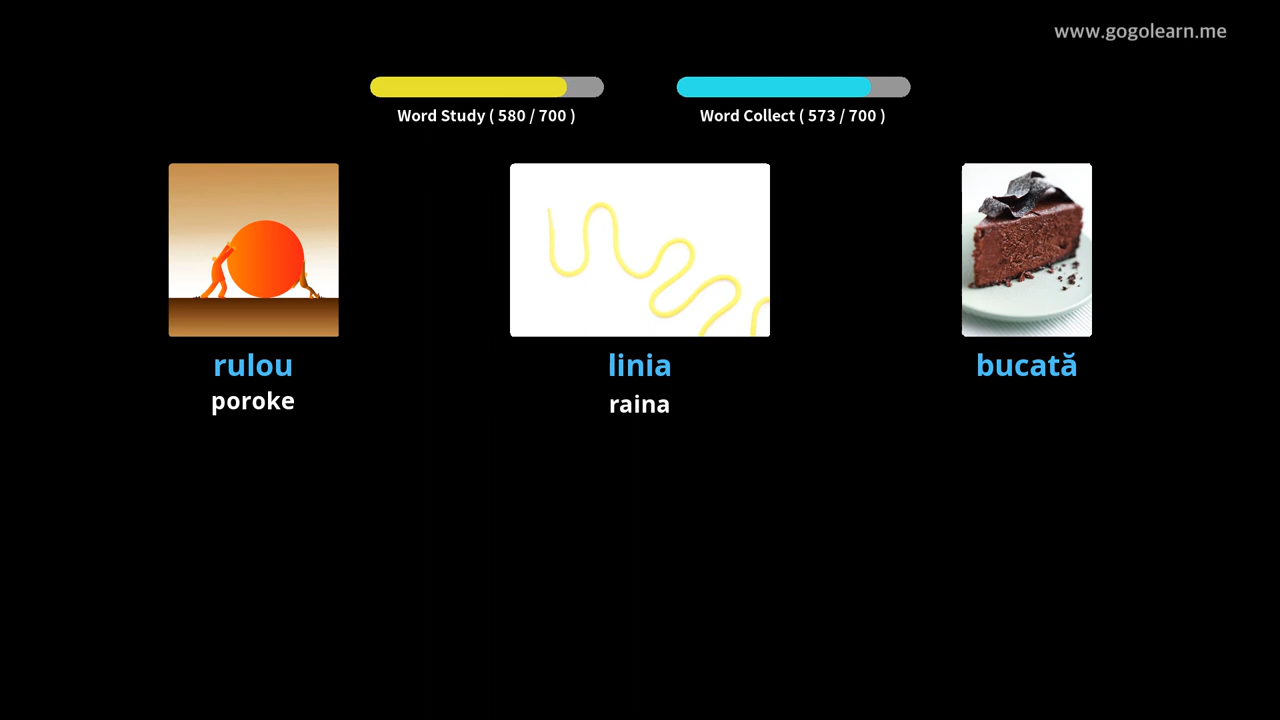 www.gogolearn.me
Word Study ( 580 / 700 )
Word Collect ( 573 / 700 )
rulou
linia
bucată
poroke
raina